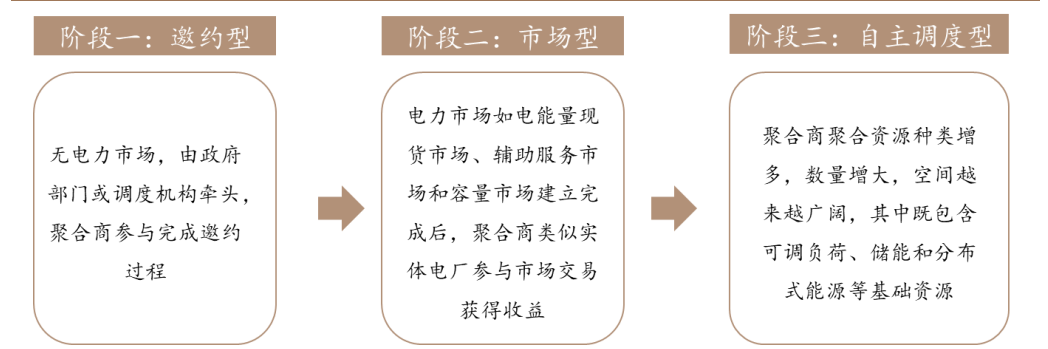 阶段一：邀约型
无电力市场，由政府
部门或调度机构牵头，
聚合商参与完成邀约
过程
阶段二：市场型
电力市场如电能量现
货市场、辅助服务市
场和容量市场建立完
成后，聚合商类似实
体电厂参与市场交易
获得收益
阶段三：自主调度型
聚合商聚合资源种类增
多，数量增大，空间越
来越广阔，其中既包含
可调负荷、储能和分布
式能源等基础资源